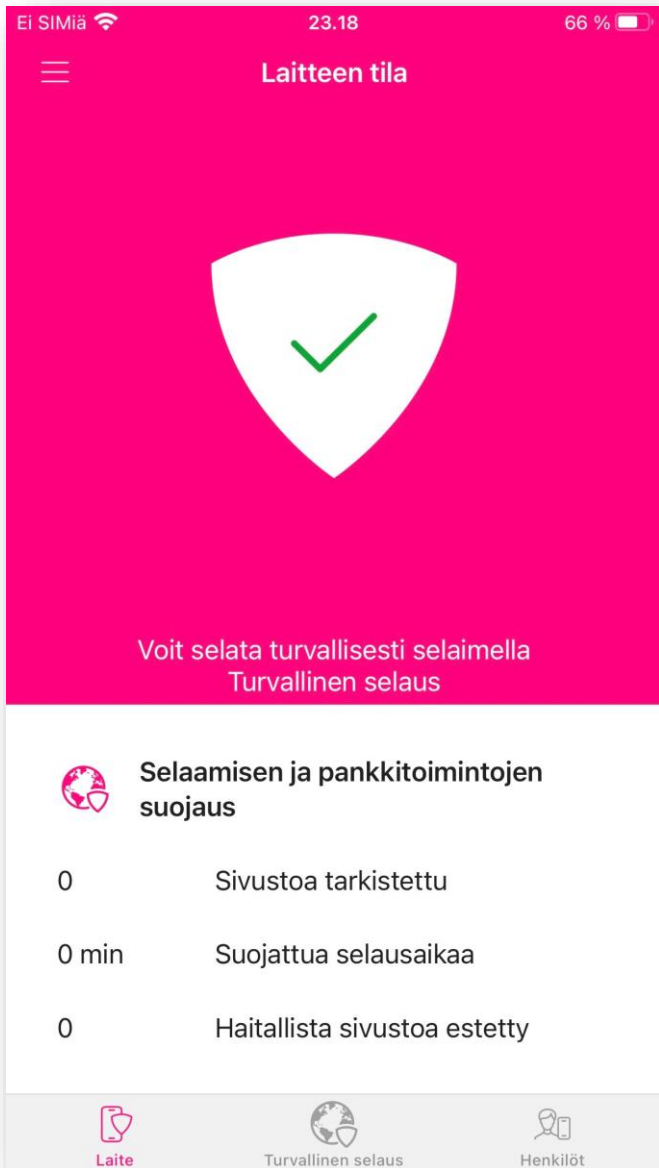 Ei SIMiä 23.18 66 %
Laitteen tila
Voit selata turvallisesti selaimella
Turvallinen selaus
Selaamisen ja pankkitoimintojen
suojaus
0 Sivustoa tarkistettu
0 min Suojattua selausaikaa
0 Haitallista sivustoa estetty
Laite Turvallinen selaus Henkilöt